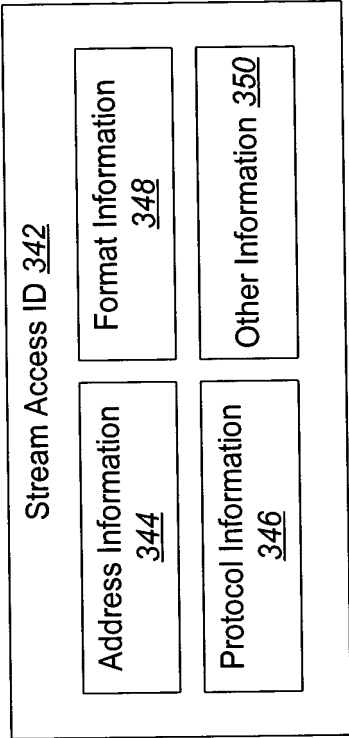 Stream Access ID 342
Address Information
344
Format Information
348
Protocol Information
346
Other Information 350